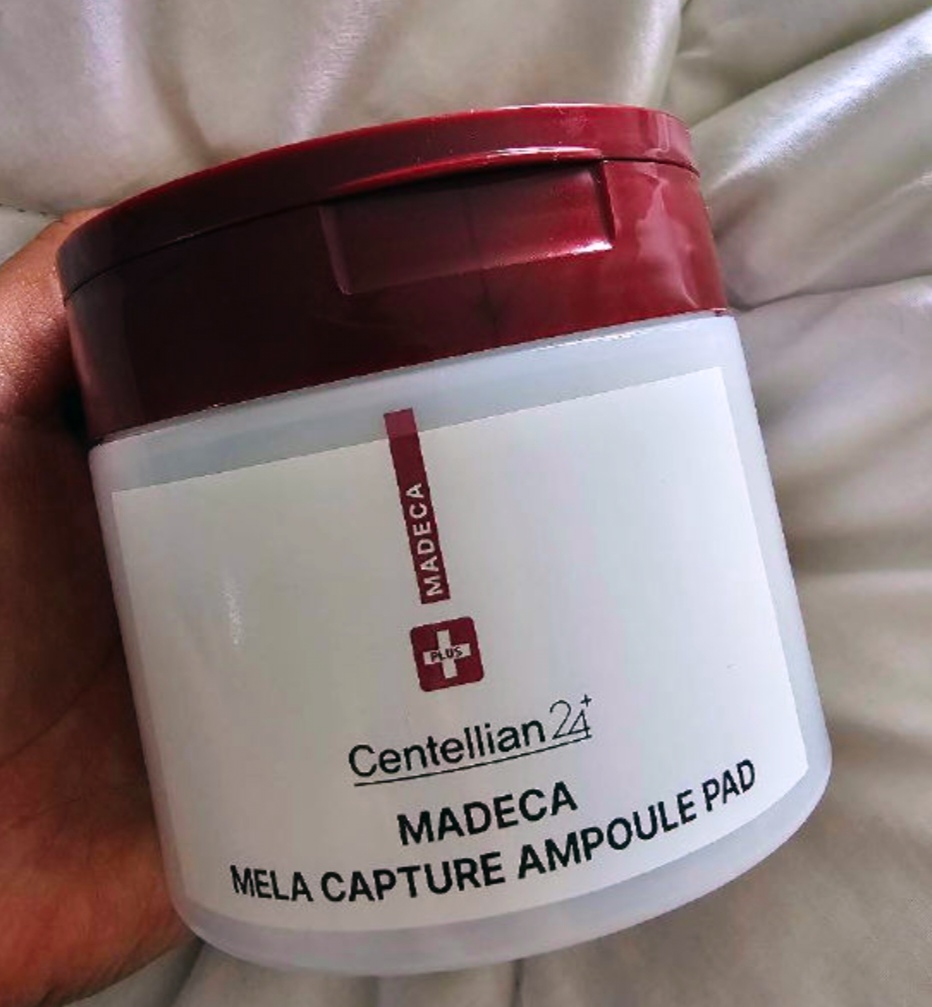 MADECA
PLUS
Centellian24+
MADECA
MELA CAPTURE AMPOULE PAD